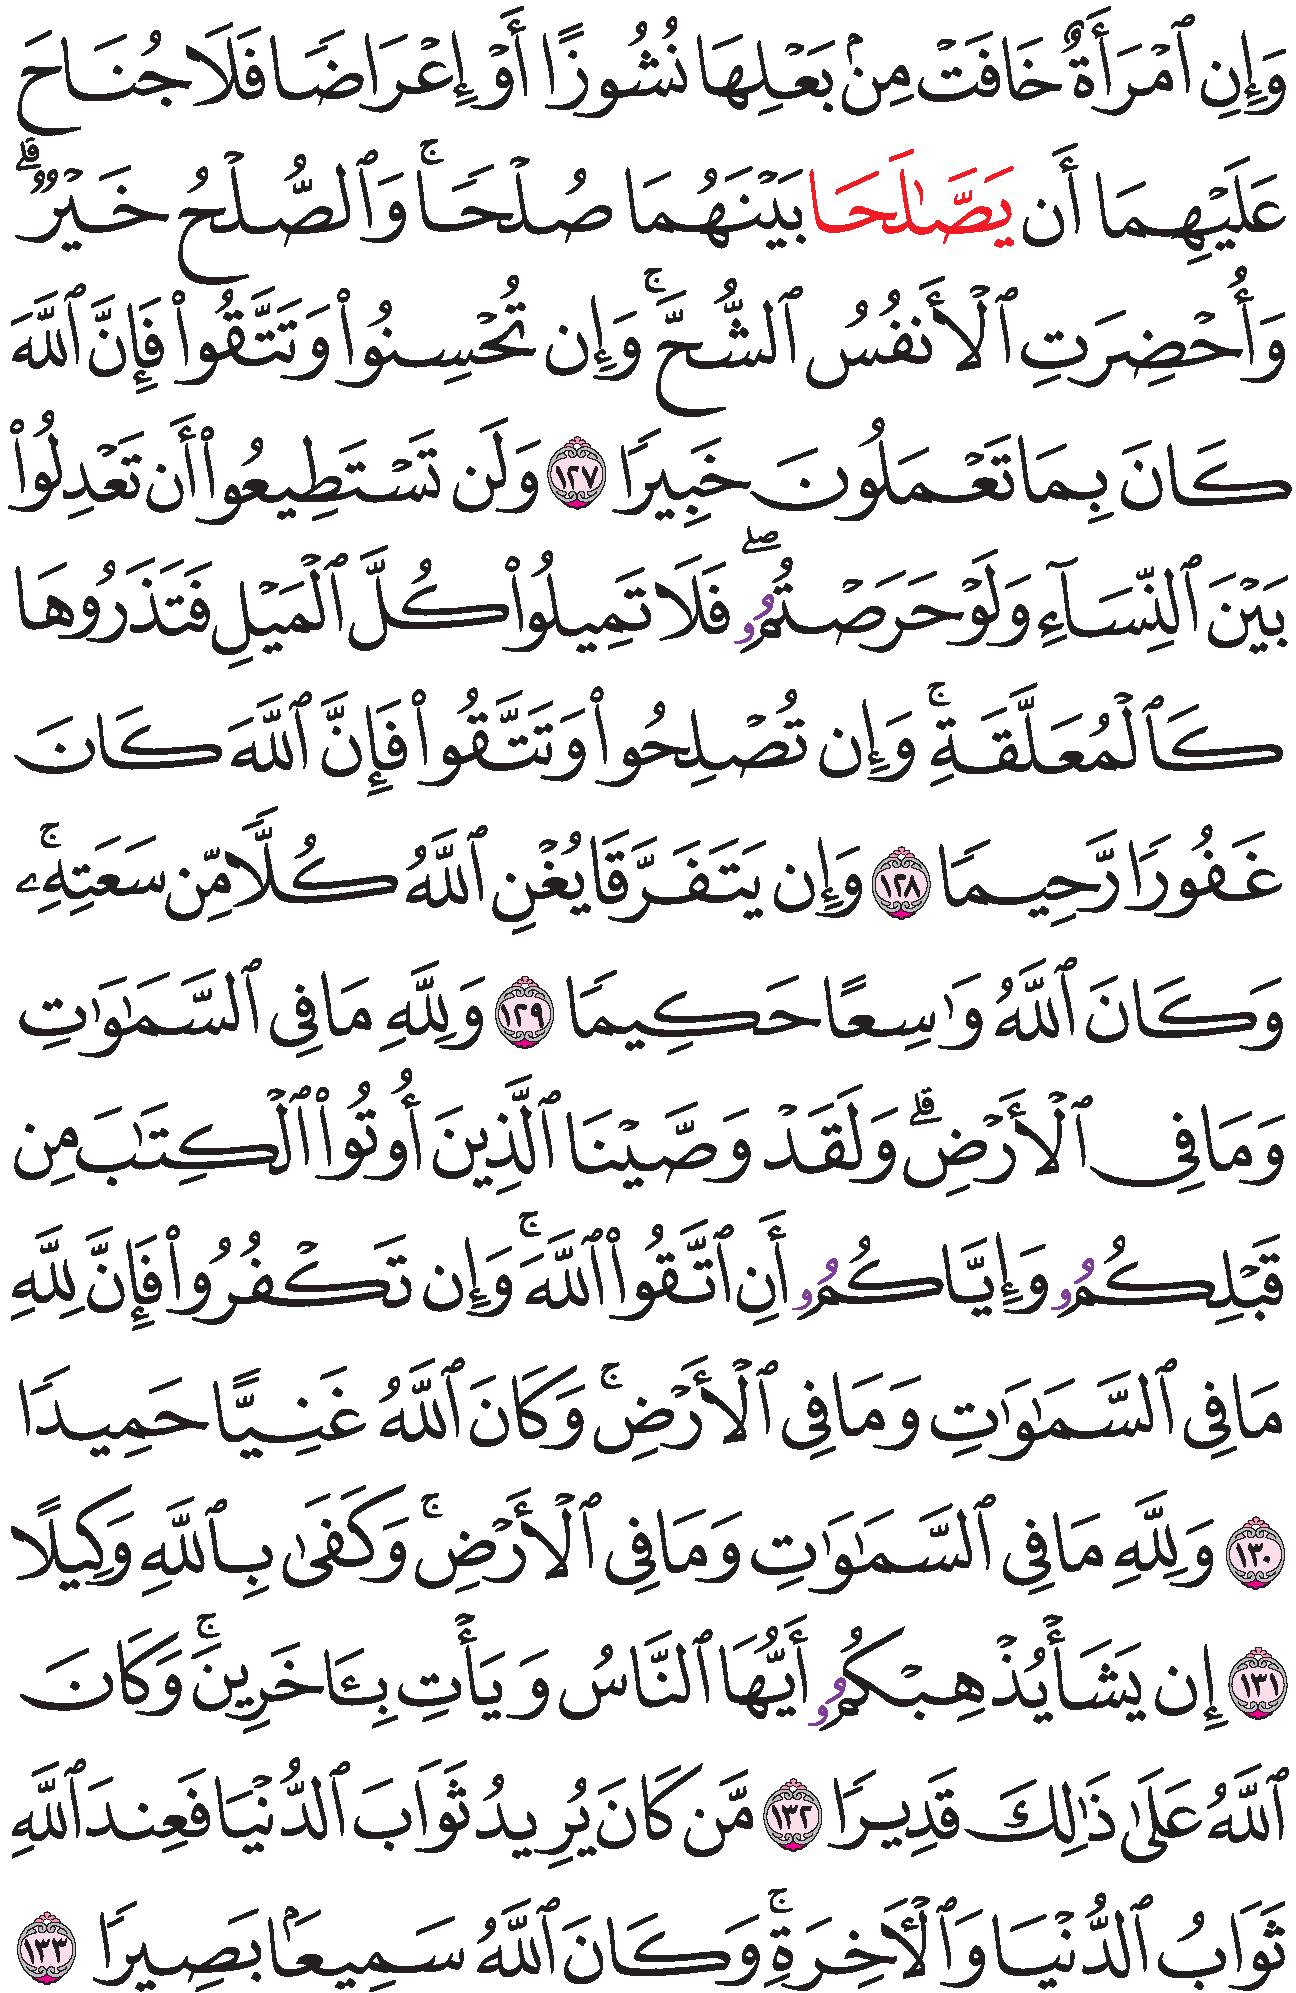 وَإِنِ ٱمۡرَأَةٌ خَافَتۡ مِنۢ بَعۡلِهَا نُشُوزًا أَوۡ إِعۡرَاضٗا فَلَا جُنَاحَ
عَلَيۡهِمَا أَن يَصَّٰلَحَا بَيۡنَهُمَا صُلۡحٗاۚ وَٱلصُّلۡحُ خَيۡرٞۗ
وَأُحۡضِرَتِ ٱلۡأَنفُسُ ٱلشُّحَّۚ وَإِن تُحۡسِنُواْ وَتَتَّقُواْ فَإِنَّ ٱللَّهَ
كَانَ بِمَا تَعۡمَلُونَ خَبِيرٗا ١٢٧ وَلَن تَسۡتَطِيعُواْ أَن تَعۡدِلُواْ
بَيۡنَ ٱلنِّسَآءِ وَلَوۡ حَرَصۡتُمُۥۖ فَلَا تَمِيلُواْ كُلَّ ٱلۡمَيۡلِ فَتَذَرُوهَا
كَٱلۡمُعَلَّقَةِۚ وَإِن تُصۡلِحُواْ وَتَتَّقُواْ فَإِنَّ ٱللَّهَ كَانَ
غَفُورٗا رَّحِيمٗا ١٢٨ وَإِن يَتَفَرَّقَا يُغۡنِ ٱللَّهُ كُلّٗا مِّن سَعَتِهِۦۚ
وَكَانَ ٱللَّهُ وَٰسِعًا حَكِيمٗا ١٢٩ وَلِلَّهِ مَا فِي ٱلسَّمَٰوَٰتِ
وَمَا فِي ٱلۡأَرۡضِۗ وَلَقَدۡ وَصَّيۡنَا ٱلَّذِينَ أُوتُواْ ٱلۡكِتَٰبَ مِن
قَبۡلِكُمُۥ وَإِيَّاكُمُۥ أَنِ ٱتَّقُواْ ٱللَّهَۚ وَإِن تَكۡفُرُواْ فَإِنَّ لِلَّهِ
مَا فِي ٱلسَّمَٰوَٰتِ وَمَا فِي ٱلۡأَرۡضِۚ وَكَانَ ٱللَّهُ غَنِيًّا حَمِيدٗا
١٣٠ وَلِلَّهِ مَا فِي ٱلسَّمَٰوَٰتِ وَمَا فِي ٱلۡأَرۡضِۚ وَكَفَىٰ بِٱللَّهِ وَكِيلًا
١٣١ إِن يَشَأۡ يُذۡهِبۡكُمُۥ أَيُّهَا ٱلنَّاسُ وَيَأۡتِ بِـَٔاخَرِينَۚ وَكَانَ
ٱللَّهُ عَلَىٰ ذَٰلِكَ قَدِيرٗا ١٣٢ مَّن كَانَ يُرِيدُ ثَوَابَ ٱلدُّنۡيَا فَعِندَ ٱللَّهِ
ثَوَابُ ٱلدُّنۡيَا وَٱلۡأٓخِرَةِۚ وَكَانَ ٱللَّهُ سَمِيعَۢا بَصِيرٗا ١٣٣